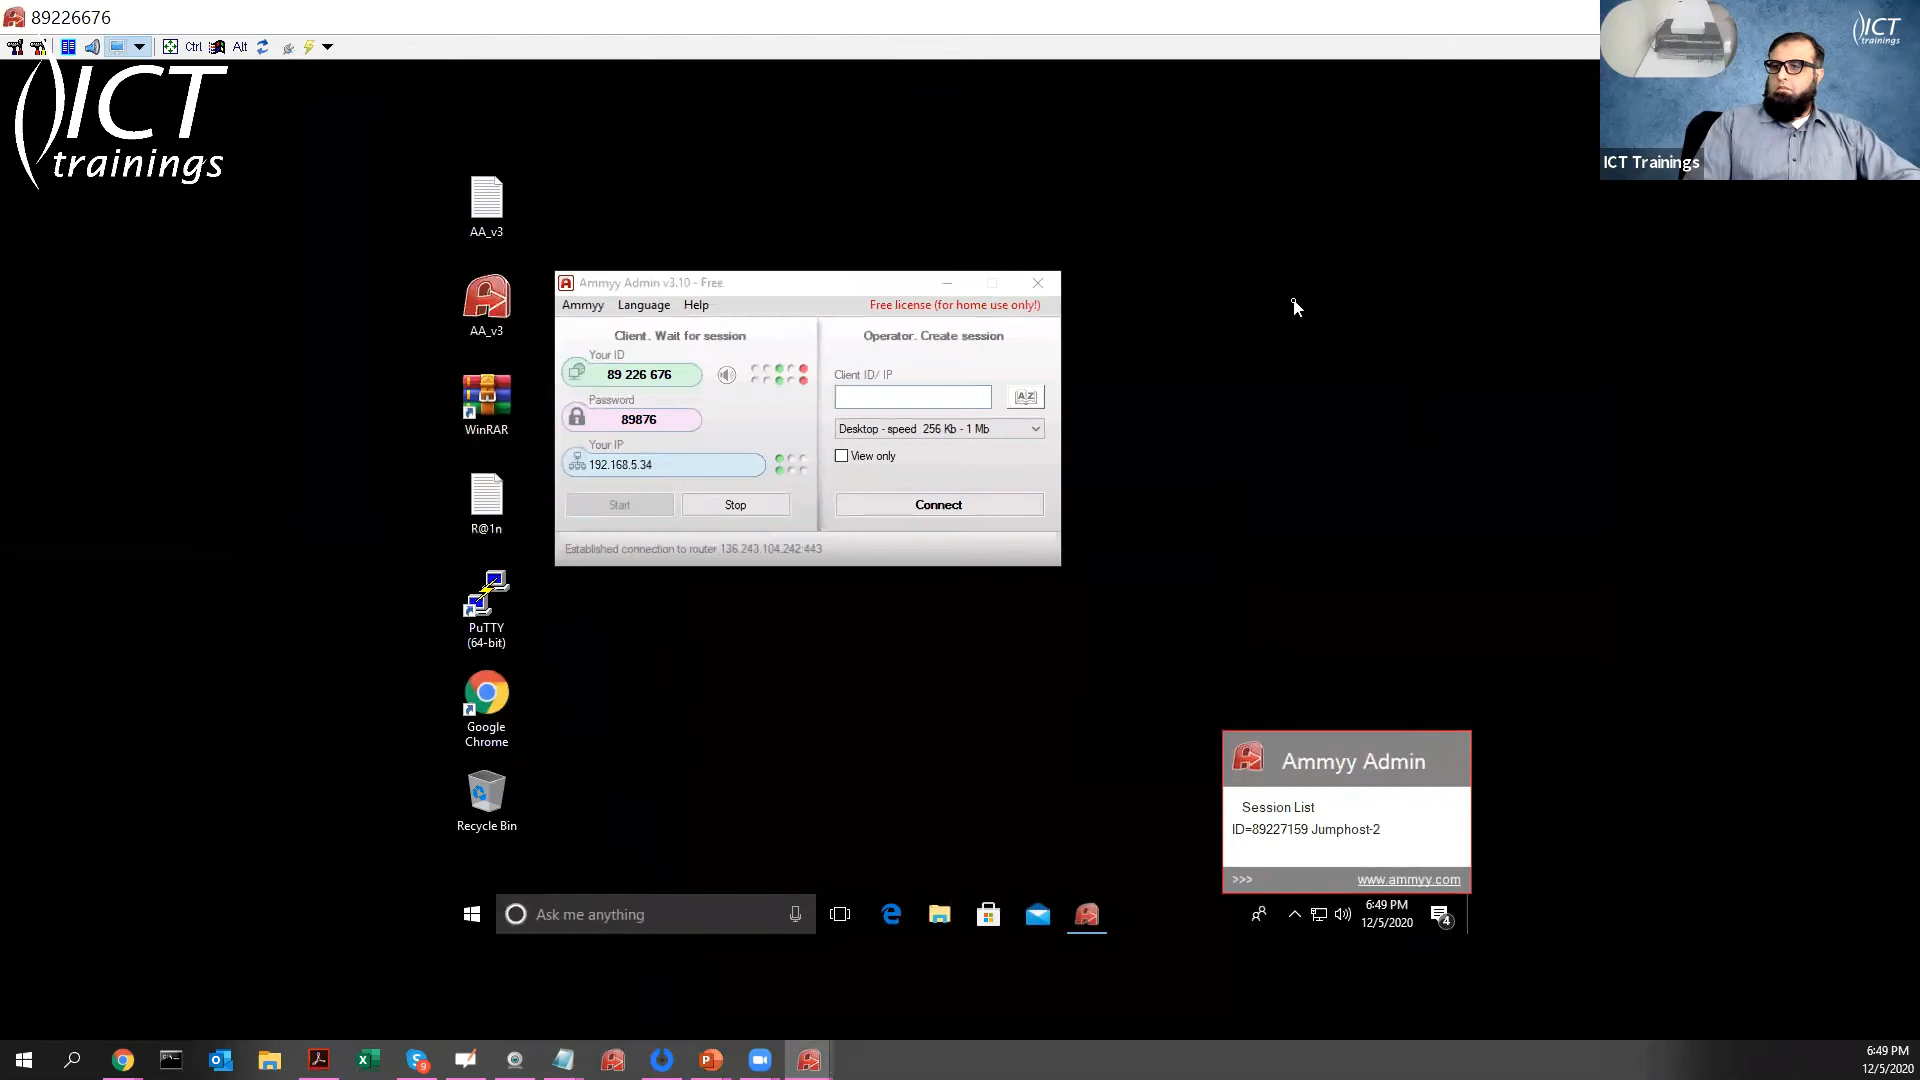 89226676
Ctrl
Alt
ICT
trainings
ICT
trainings
ICT Trainings
AA_v3
AA_v3
WinRAR
R@1n
PuTTY
(64-bit)
Google
Chrome
Recycle Bin
Ammyy Admin v3.10 - Free
Ammyy Language Help
Free license (for home use only!)
Client. Wait for session
Your ID
89 226 676
Password
89876
Your IP
192.168.5.34
Start
Stop
Established connection to router 136.243.104.242:443
Operator. Create session
Client ID/ IP
AZ
Desktop - speed 256 Kb - 1 Mb
View only
Connect
Ammyy Admin
Session List
ID=89227159 Jumphost-2
>>>
www.ammyy.com
Ask me anything
6:49 PM
12/5/2020
4
9
6:49 PM
12/5/2020